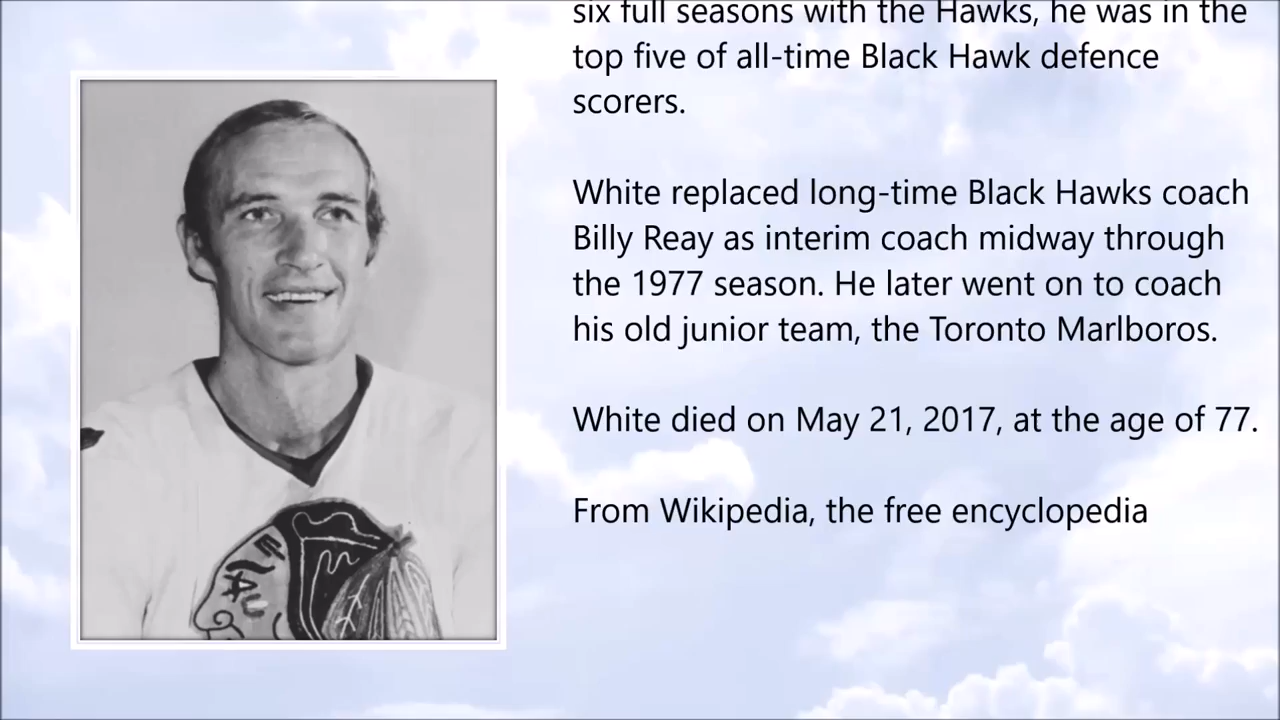 six full seasons with the Hawks, he was in the
top five of all-time Black Hawk defence
scorers.
White replaced long-time Black Hawks coach
Billy Reay as interim coach midway through
the 1977 season. He later went on to coach
his old junior team, the Toronto Marlboros.
White died on May 21, 2017, at the age of 77.
From Wikipedia, the free encyclopedia